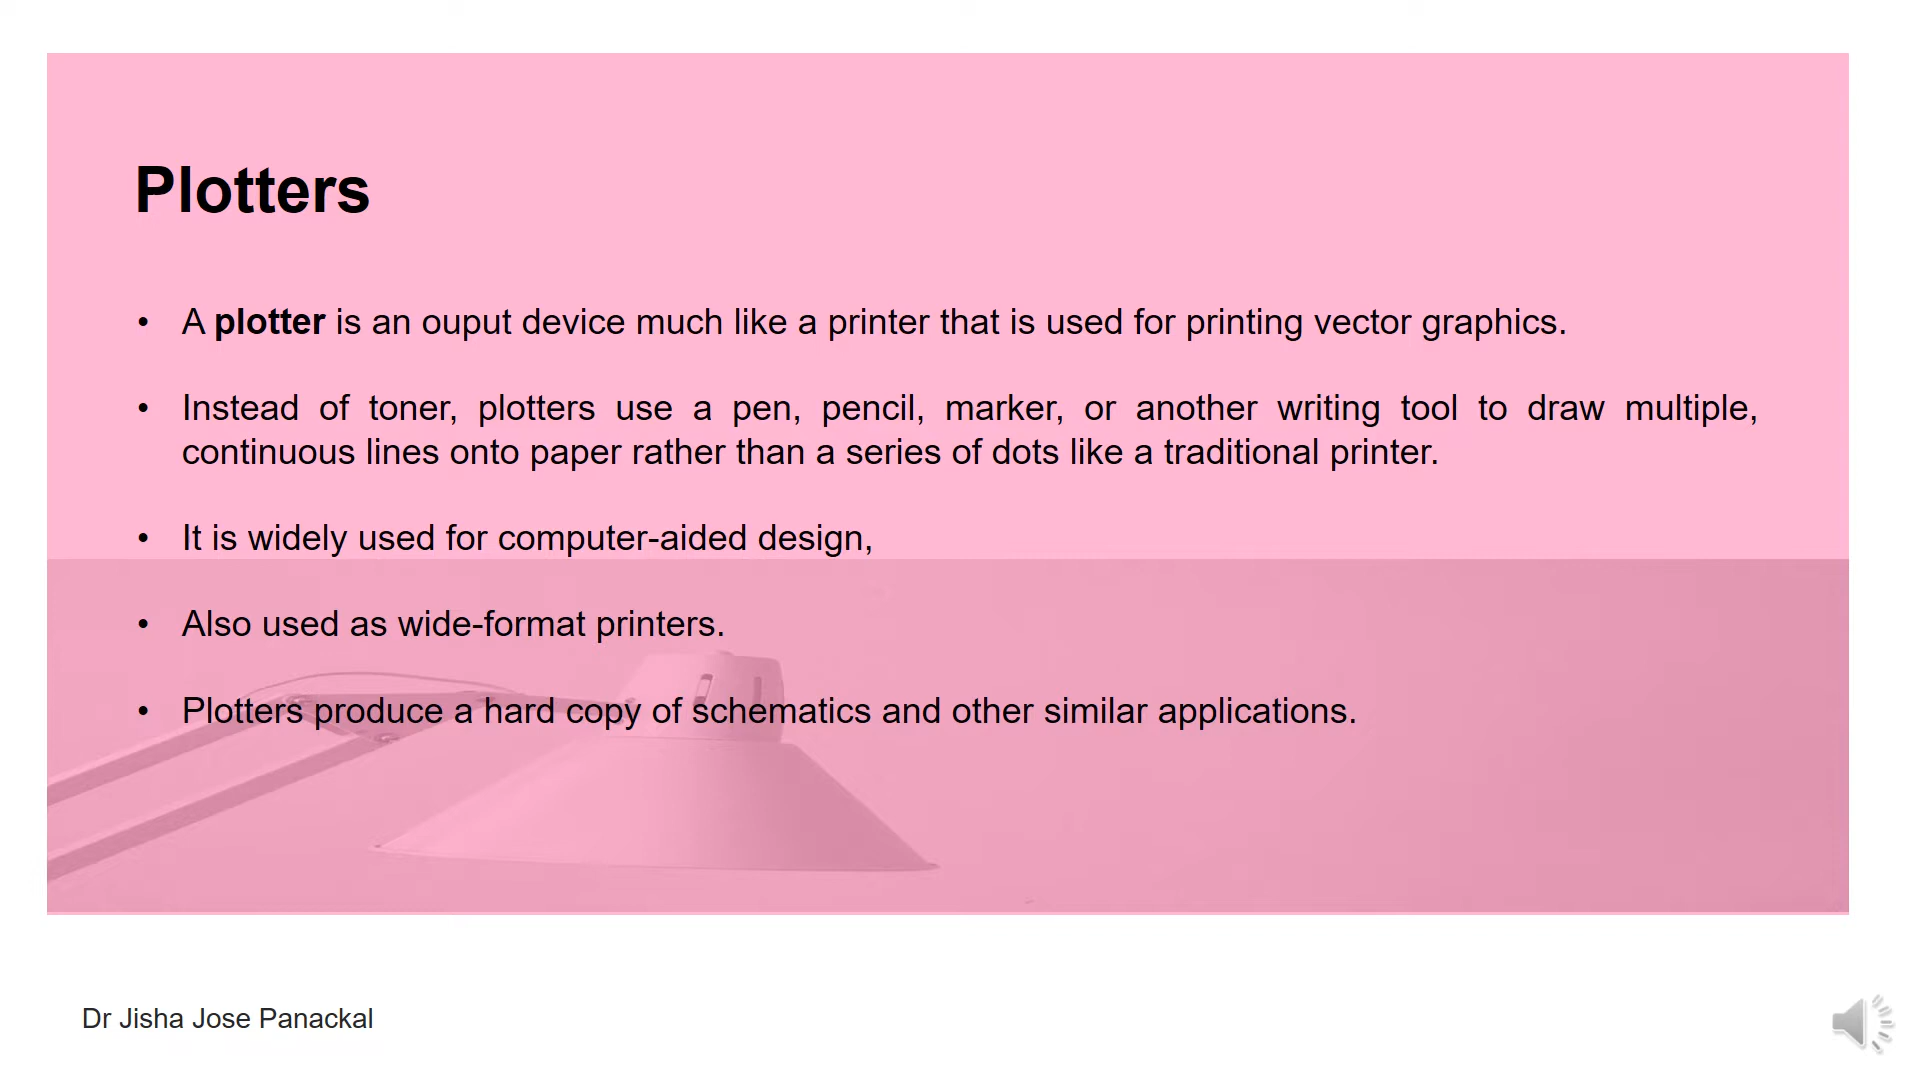 Plotters
• A plotter is an ouput device much like a printer that is used for printing vector graphics.
• Instead of toner, plotters use a pen, pencil, marker, or another writing tool to draw multiple,
continuous lines onto paper rather than a series of dots like a traditional printer.
• It is widely used for computer-aided design,
• Also used as wide-format printers.
• Plotters produce a hard copy of schematics and other similar applications.
Dr Jisha Jose Panackal